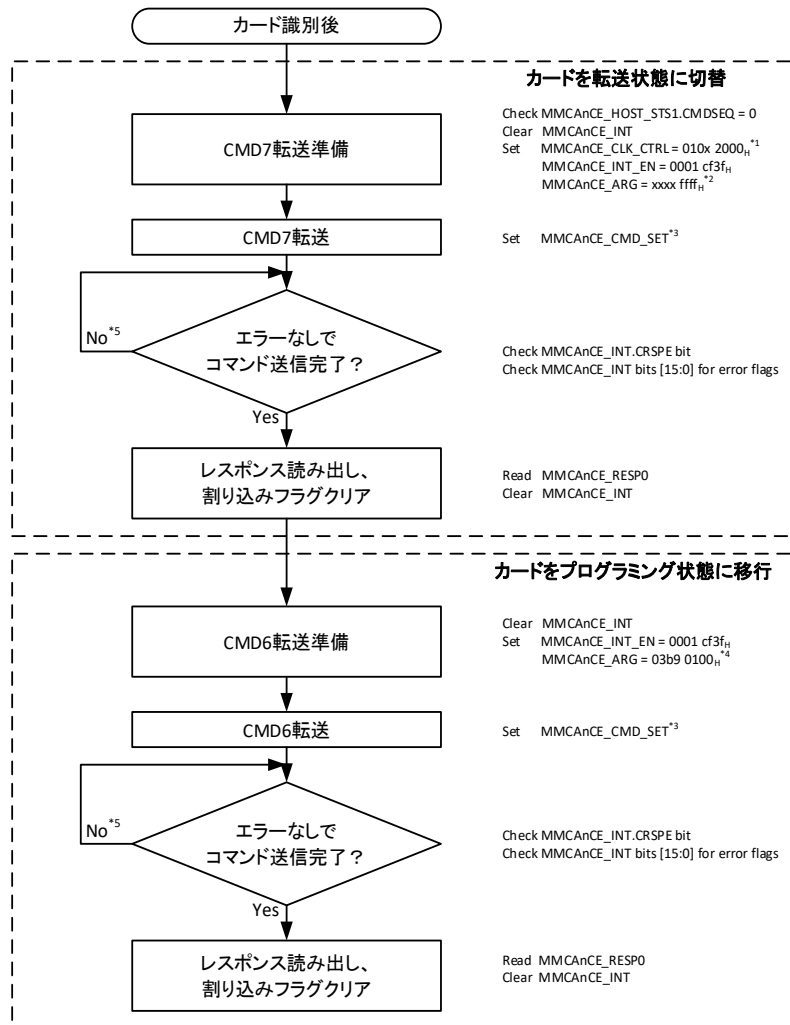 カード識別後
カードを転送状態に切替
CMD7転送準備
Check MMCAnCE_HOST_STS1.CMDSEQ = 0
Clear MMCAnCE_INT
Set MMCAnCE_CLK_CTRL = 010x 2000H*1
MMCAnCE_INT_EN = 0001 cf3fH
MMCAnCE_ARG = xxxx ffffH*2
CMD7転送
Set MMCAnCE_CMD_SET*3
No*5
エラーなしで
コマンド送信完了？
Check MMCAnCE_INT.CRSPE bit
Check MMCAnCE_INT bits [15:0] for error flags
Yes
レスポンス読み出し、
割り込みフラグクリア
Read MMCAnCE_RESP0
Clear MMCAnCE_INT
カードをプログラミング状態に移行
CMD6転送準備
Clear MMCAnCE_INT
Set MMCAnCE_INT_EN = 0001 cf3fH
MMCAnCE_ARG = 03b9 0100H*4
CMD6転送
Set MMCAnCE_CMD_SET*3
No*5
エラーなしで
コマンド送信完了？
Check MMCAnCE_INT.CRSPE bit
Check MMCAnCE_INT bits [15:0] for error flags
Yes
レスポンス読み出し、
割り込みフラグクリア
Read MMCAnCE_RESP0
Clear MMCAnCE_INT